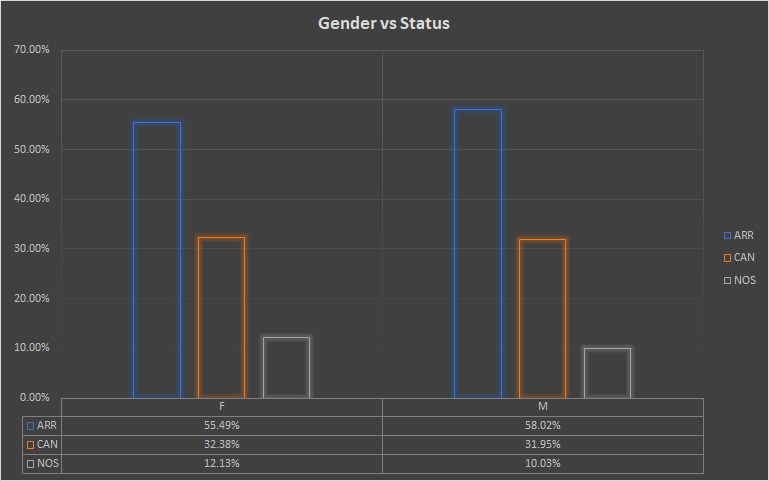 Gender vs Status
70.00%
60.00%
50.00%
40.00%
30.00%
20.00%
10.00%
0.00%
ARR
CAN
NOS
F M
ARR 55.49% 58.02%
CAN 32.38% 31.95%
NOS 12.13% 10.03%